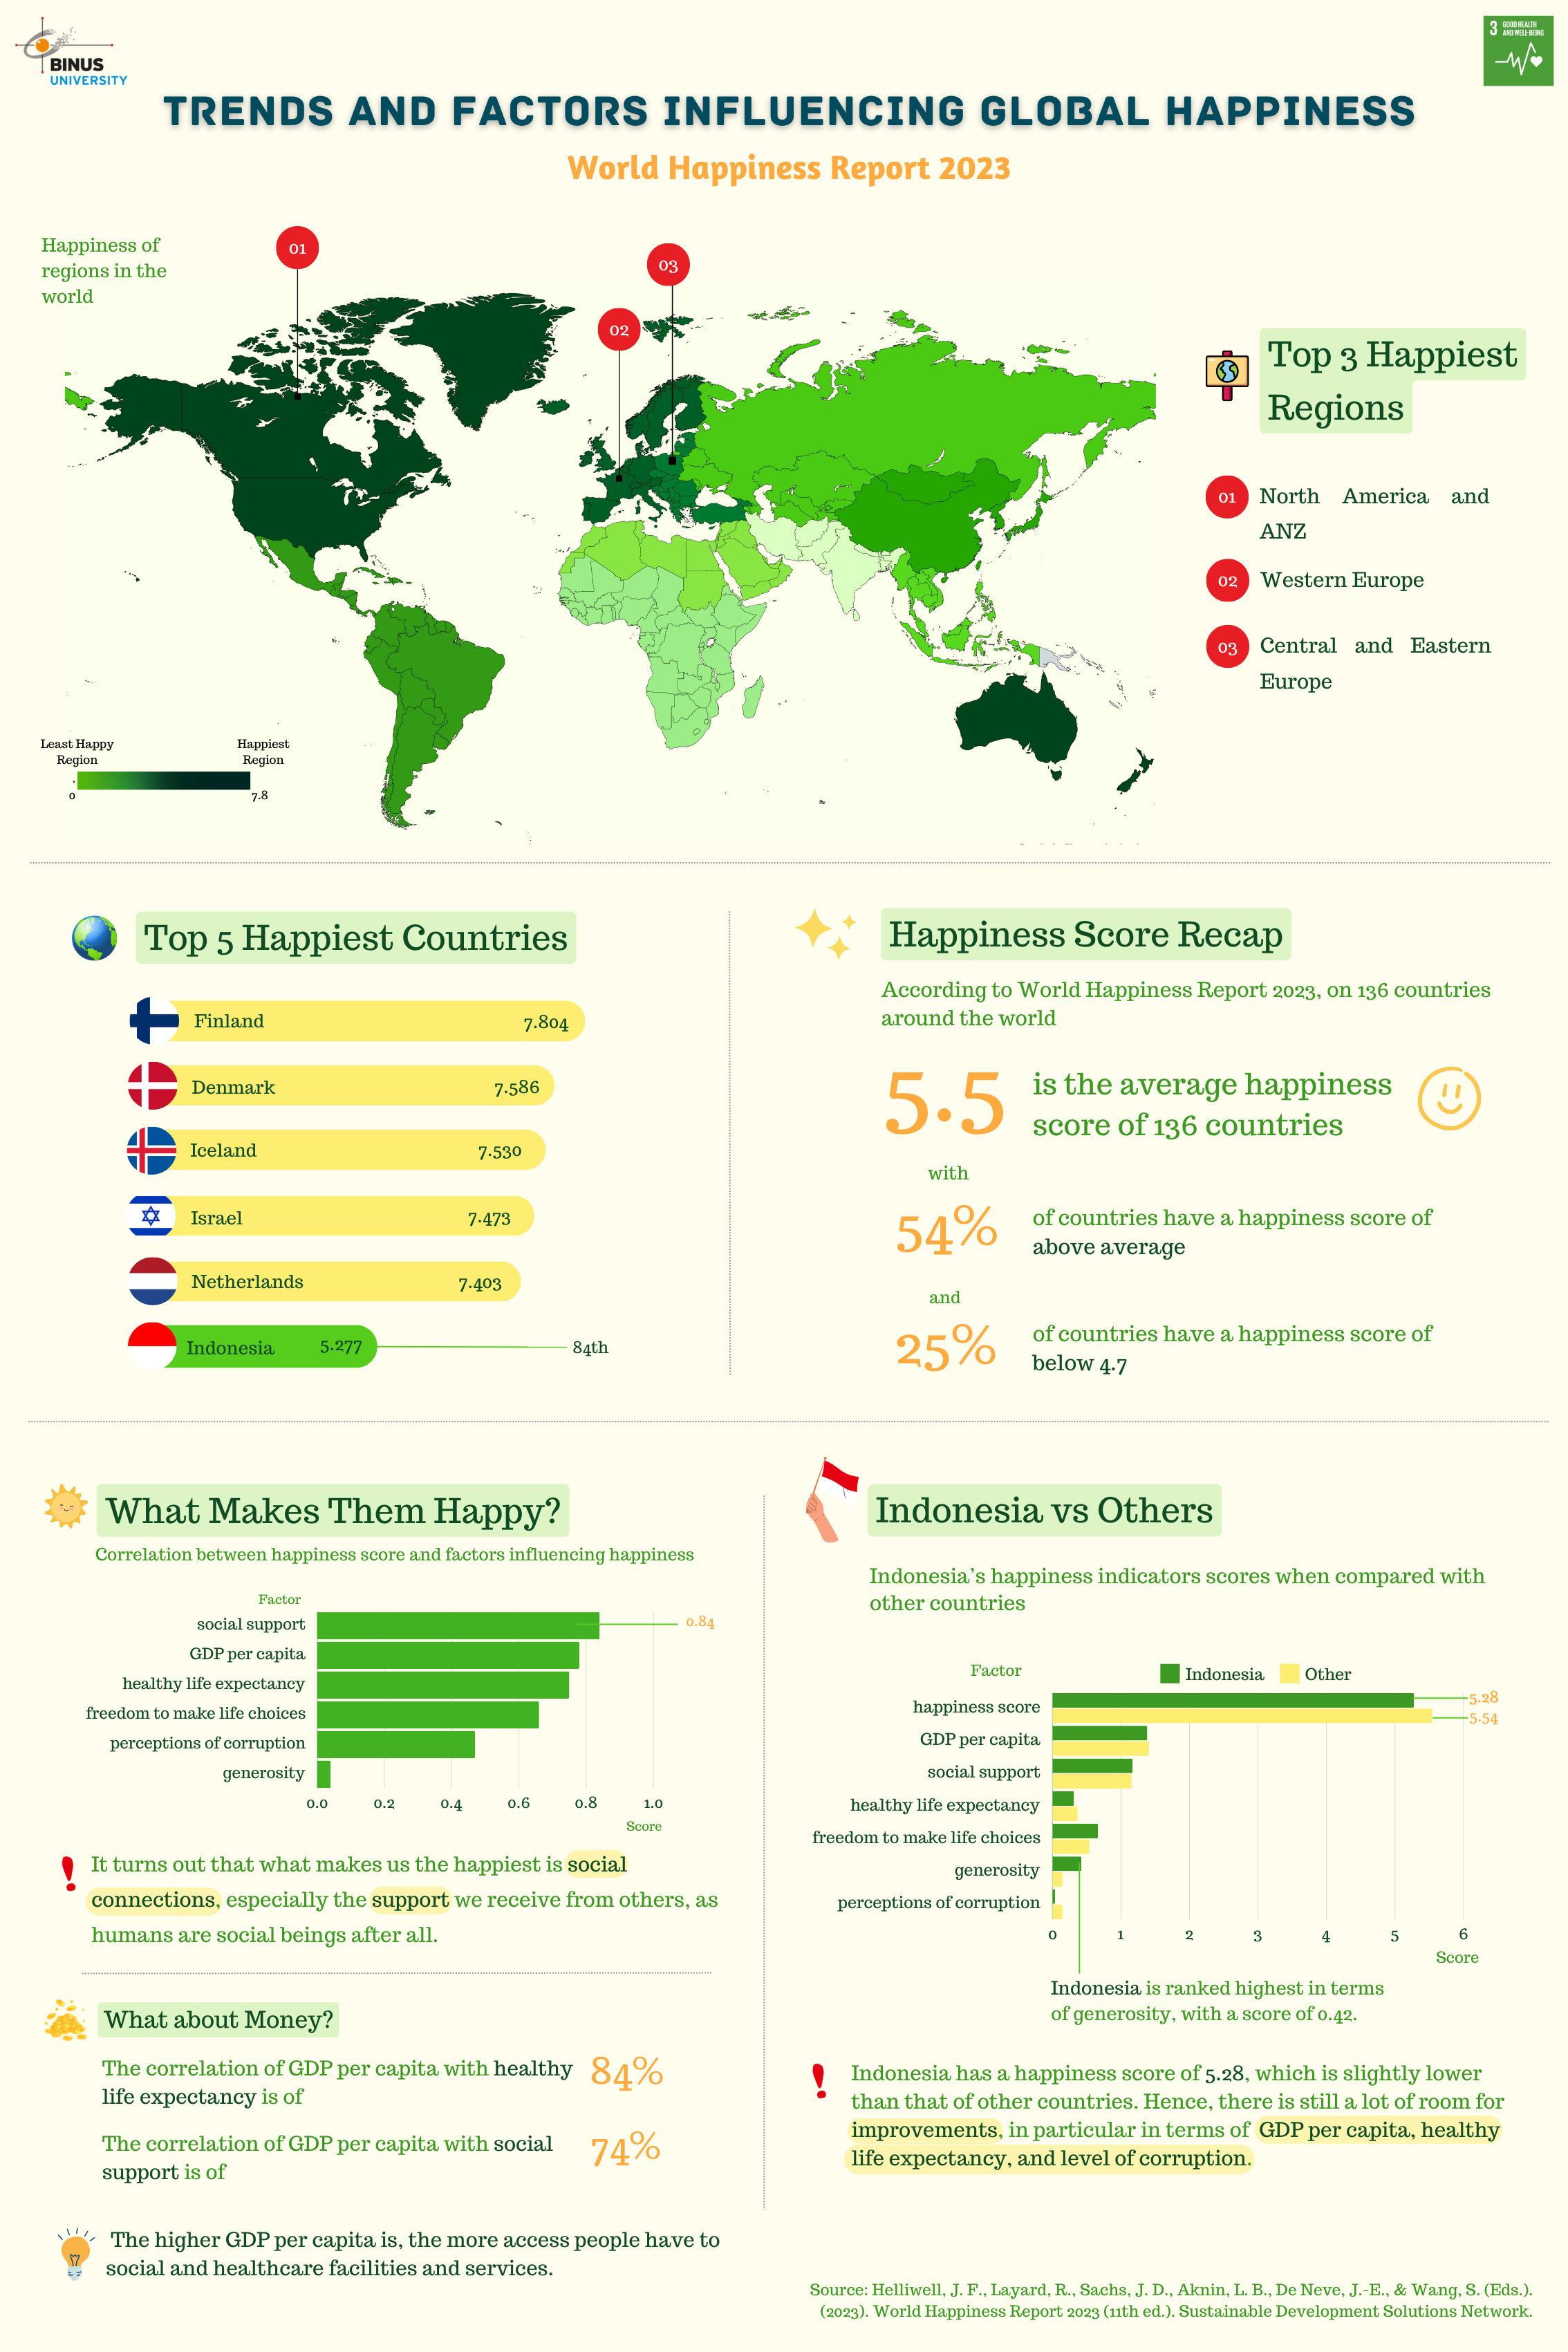 BINUS
UNIVERSITY
3 GOOD HEALTH
AND WELL-BEING
TRENDS AND FACTORS INFLUENCING GLOBAL HAPPINESS
World Happiness Report 2023
Happiness of
regions in the
world
01
02
03
Least Happy
Region
Happiest
Region
0
7.8
Top 3 Happiest
Regions
01 North America and
ANZ
02 Western Europe
03 Central and Eastern
Europe
Top 5 Happiest Countries
Finland 7.804
Denmark 7.586
Iceland 7.530
Israel 7.473
Netherlands 7.403
Indonesia 5.277 84th
Happiness Score Recap
According to World Happiness Report 2023, on 136 countries
around the world
5.5 is the average happiness
score of 136 countries
with
54% of countries have a happiness score of
above average
and
25% of countries have a happiness score of
below 4.7
What Makes Them Happy?
Correlation between happiness score and factors influencing happiness
Factor
social support 0.84
GDP per capita
healthy life expectancy
freedom to make life choices
perceptions of corruption
generosity
0.0 0.2 0.4 0.6 0.8 1.0
Score
It turns out that what makes us the happiest is social
connections, especially the support we receive from others, as
humans are social beings after all.
What about Money?
The correlation of GDP per capita with healthy
life expectancy is of
84%
The correlation of GDP per capita with social
support is of
74%
The higher GDP per capita is, the more access people have to
social and healthcare facilities and services.
Indonesia vs Others
Indonesia's happiness indicators scores when compared with
other countries
Factor
Indonesia Other
happiness score 5.28
5.54
GDP per capita
social support
healthy life expectancy
freedom to make life choices
generosity
perceptions of corruption
0 1 2 3 4 5 6
Score
Indonesia is ranked highest in terms
of generosity, with a score of 0.42.
Indonesia has a happiness score of 5.28, which is slightly lower
than that of other countries. Hence, there is still a lot of room for
improvements, in particular in terms of GDP per capita, healthy
life expectancy, and level of corruption.
Source: Helliwell, J. F., Layard, R., Sachs, J. D., Aknin, L. B., De Neve, J.-E., & Wang, S. (Eds.).
(2023). World Happiness Report 2023 (11th ed.). Sustainable Development Solutions Network.